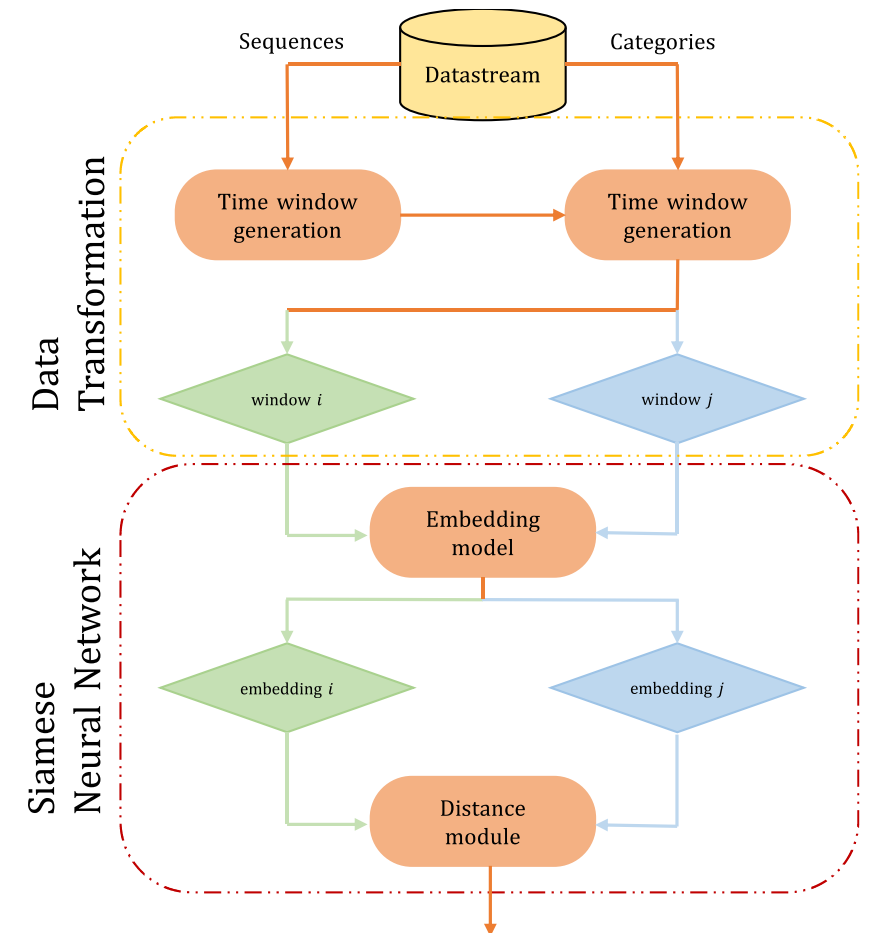 Sequences
Categories
Datastream
Data
Transformation
Time window
generation
Time window
generation
window i
window j
Siamese
Neural Network
Embedding
model
embedding i
embedding j
Distance
module